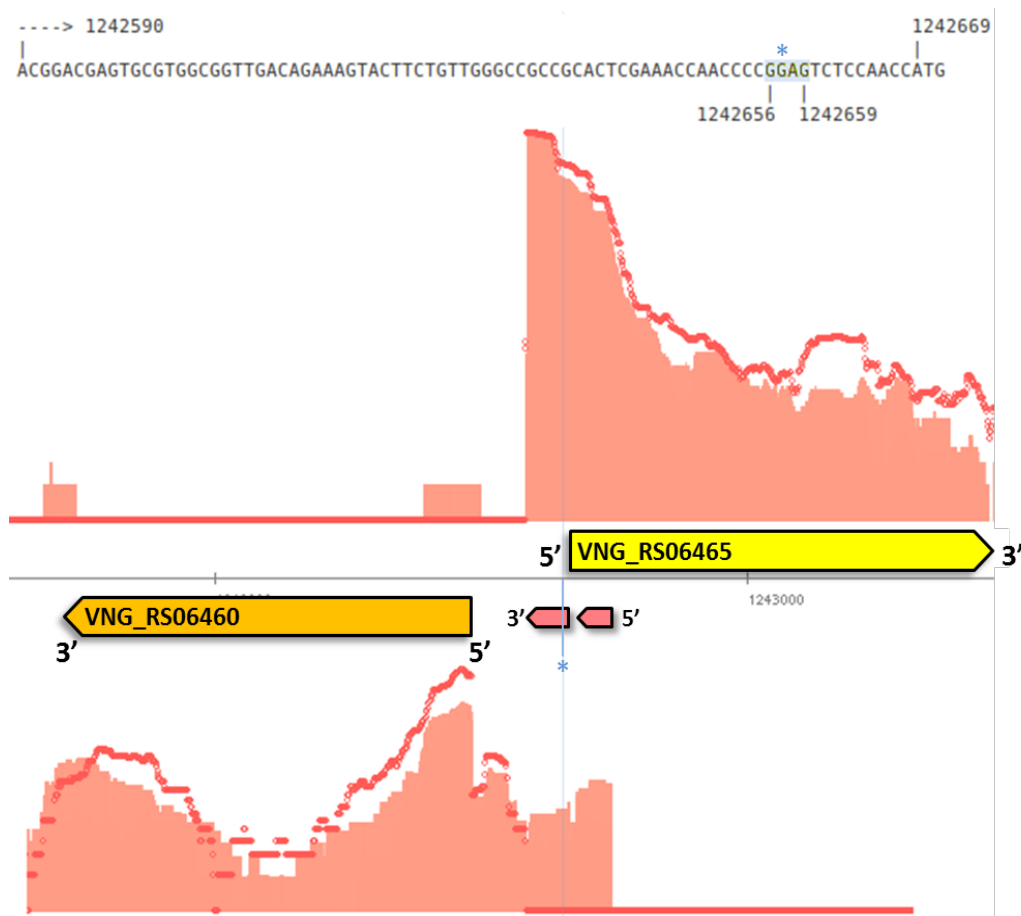 ----> 1242590 1242669
| * |
ACGGACGAGTGCGTGGCGGTTGACAGAAAGTACTTCTGTTGGGCCGCCGCACTCGAAACCAACCCCGGAGTCTCCAACCATG
| |
1242656 1242659
5’ VNG_RS06465 3’
1243000
VNG_RS06460 3’ 5’
3’ 5’
*